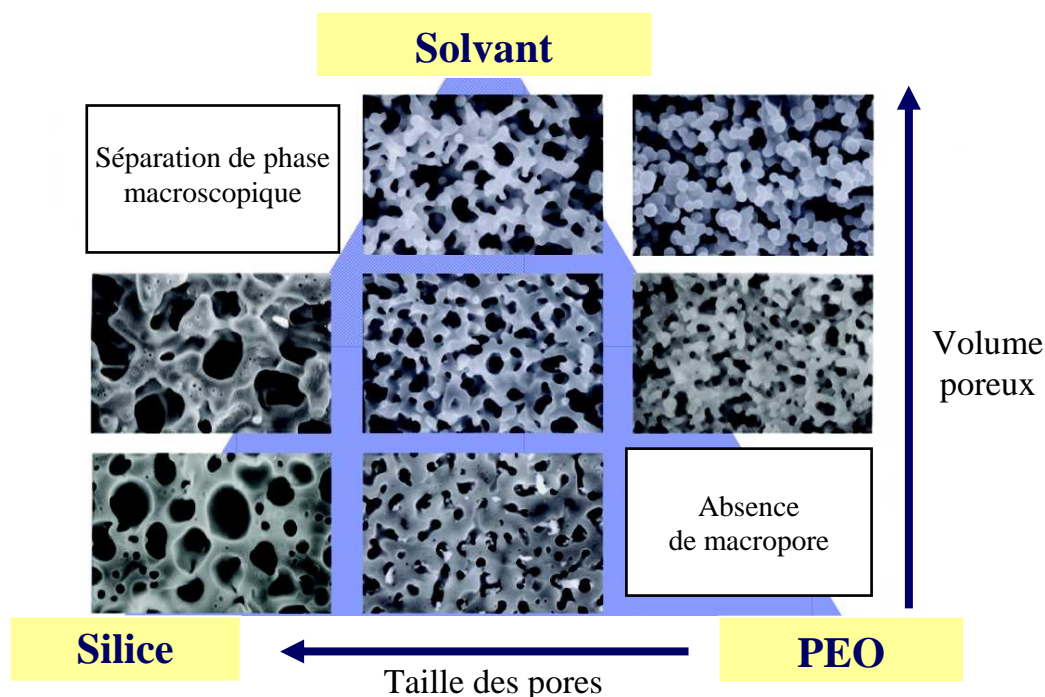 Solvant
Séparation de phase
macroscopique
Volume
poreux
Absence
de macropore
Silice
PEO
Taille des pores